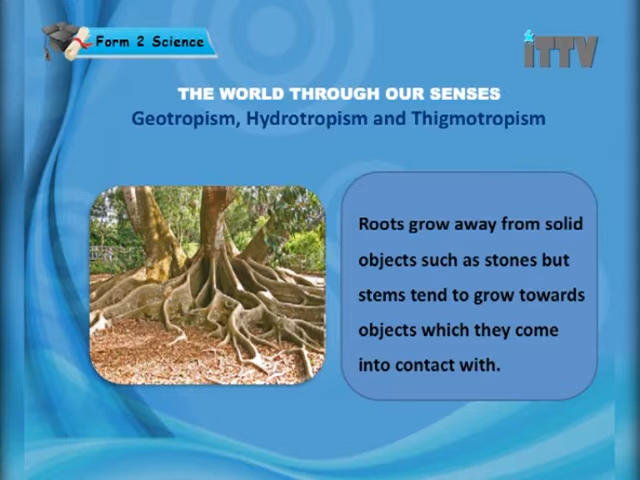 Form 2 Science
iTTV
THE WORLD THROUGH OUR SENSES
Geotropism, Hydrotropism and Thigmotropism
Roots grow away from solid
objects such as stones but
stems tend to grow towards
objects which they come
into contact with.